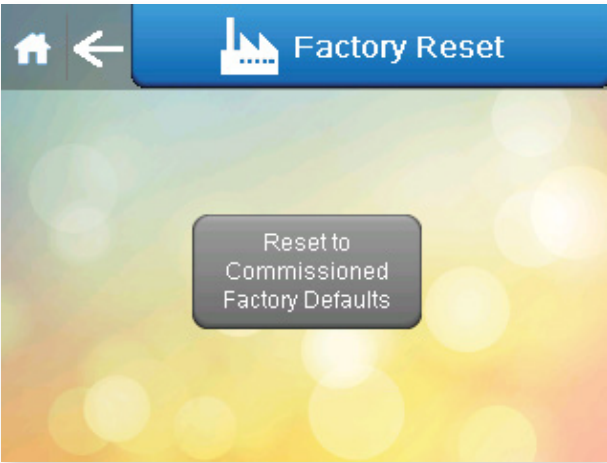 Factory Reset
Reset to
Commissioned
Factory Defaults